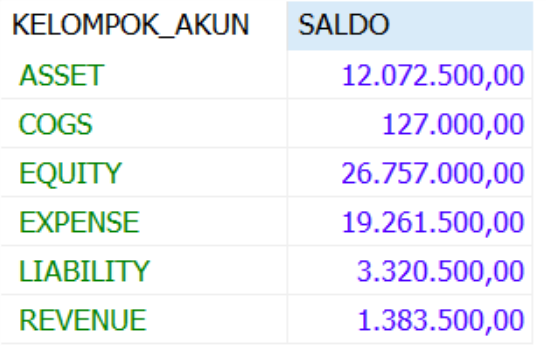 KELOMPOK_AKUN SALDO
ASSET 12.072.500,00
COGS 127.000,00
EQUITY 26.757.000,00
EXPENSE 19.261.500,00
LIABILITY 3.320.500,00
REVENUE 1.383.500,00